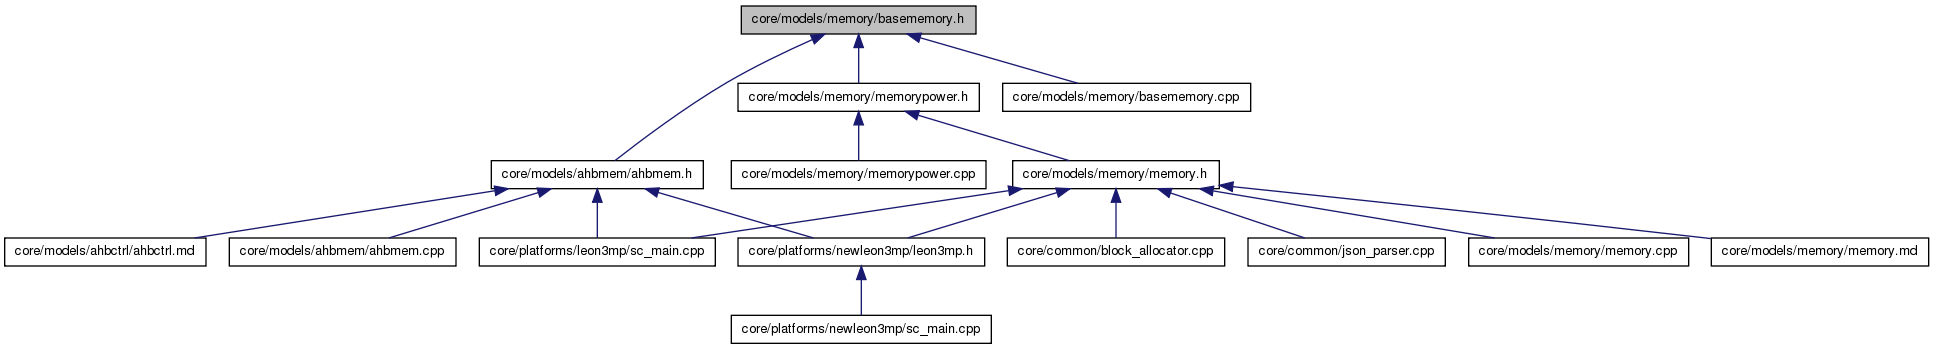 core/models/memory/basememory.h
core/models/memory/memorypower.h
core/models/memory/basememory.cpp
core/models/ahbmem/ahbmem.h
core/models/memory/memorypower.cpp
core/models/memory/memory.h
core/models/ahbctrl/ahbctrl.md
core/models/ahbmem/ahbmem.cpp
core/platforms/leon3mp/sc_main.cpp
core/platforms/newleon3mp/leon3mp.h
core/common/block_allocator.cpp
core/common/json_parser.cpp
core/models/memory/memory.cpp
core/models/memory/memory.md
core/platforms/newleon3mp/sc_main.cpp